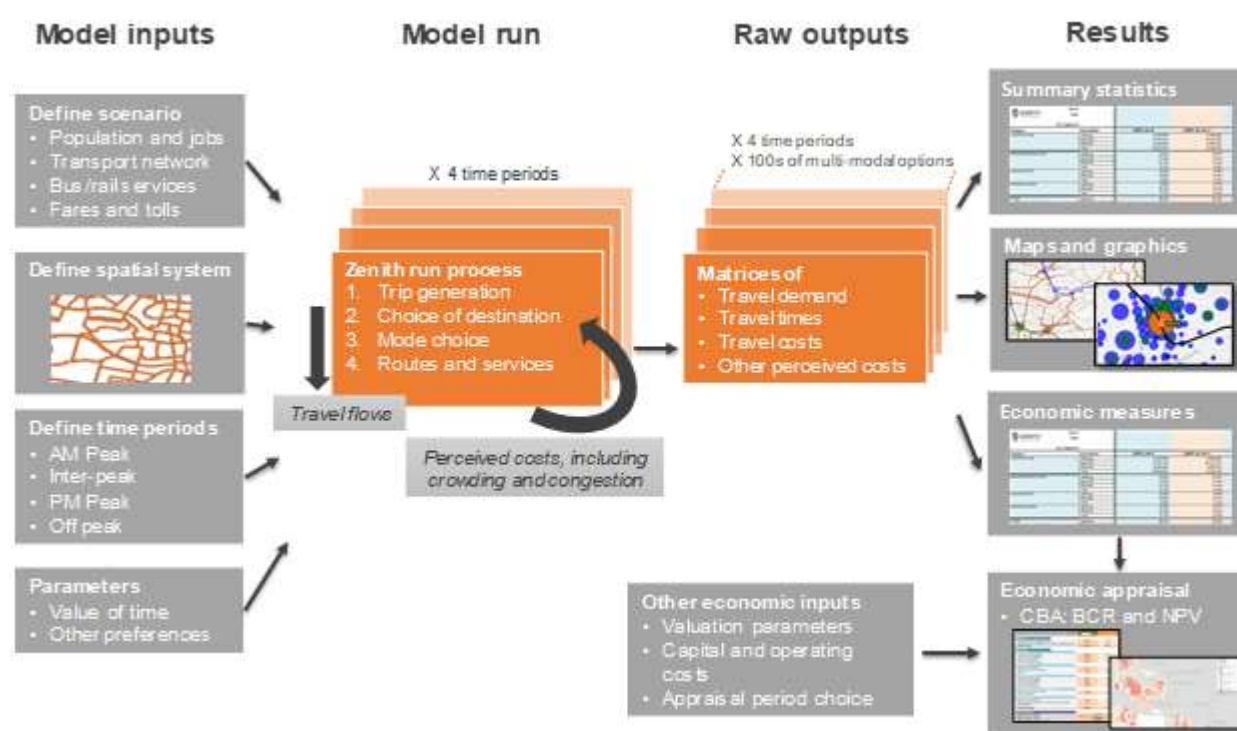 Model inputs
Model run
Raw outputs
Results
Define scenario
• Population and jobs
• Transport network
• Bus/rail services
• Fares and tolls
Define spatial system
Define time periods
• AM Peak
• Inter-peak
• PM Peak
• Off peak
Parameters
• Value of time
• Other preferences
X 4 time periods
Zenith run process
1. Trip generation
2. Choice of destination
3. Mode choice
4. Routes and services
Travel flows
Perceived costs, including
crowding and congestion
X 4 time periods
X 100s of multi-modal options
Matrices of
• Travel demand
• Travel times
• Travel costs
• Other perceived costs
Other economic inputs
• Valuation parameters
• Capital and operating
costs
• Appraisal period choice
Summary statistics
Maps and graphics
Economic measures
Economic appraisal
• CBA: BCR and NPV